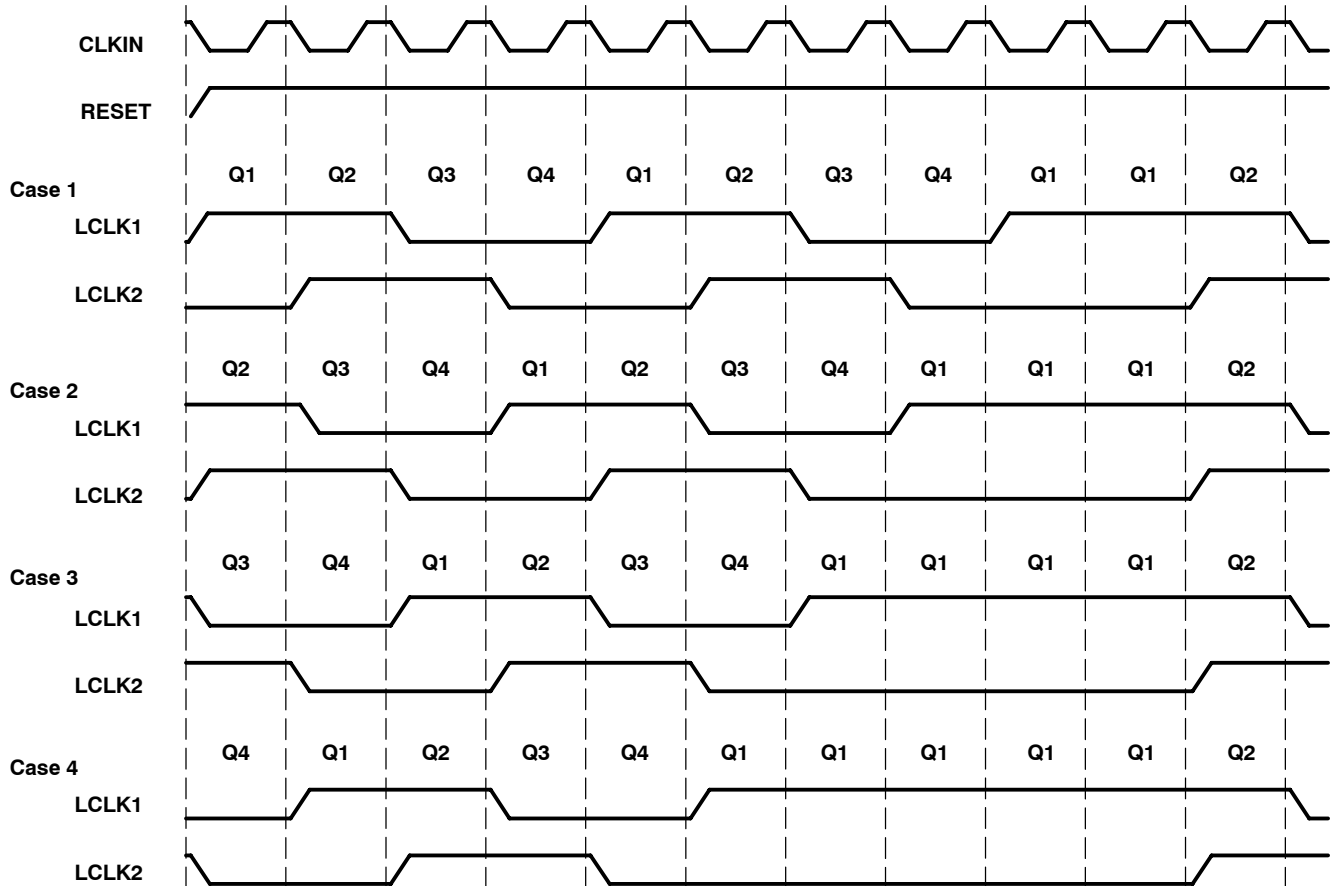 CLKIN
RESET
Q1 Q2 Q3 Q4 Q1 Q2 Q3 Q4 Q1 Q1 Q2
Case 1
LCLK1
LCLK2
Q2 Q3 Q4 Q1 Q2 Q3 Q4 Q1 Q1 Q1 Q2
Case 2
LCLK1
LCLK2
Q3 Q4 Q1 Q2 Q3 Q4 Q1 Q1 Q1 Q1 Q2
Case 3
LCLK1
LCLK2
Q4 Q1 Q2 Q3 Q4 Q1 Q1 Q1 Q1 Q1 Q2
Case 4
LCLK1
LCLK2